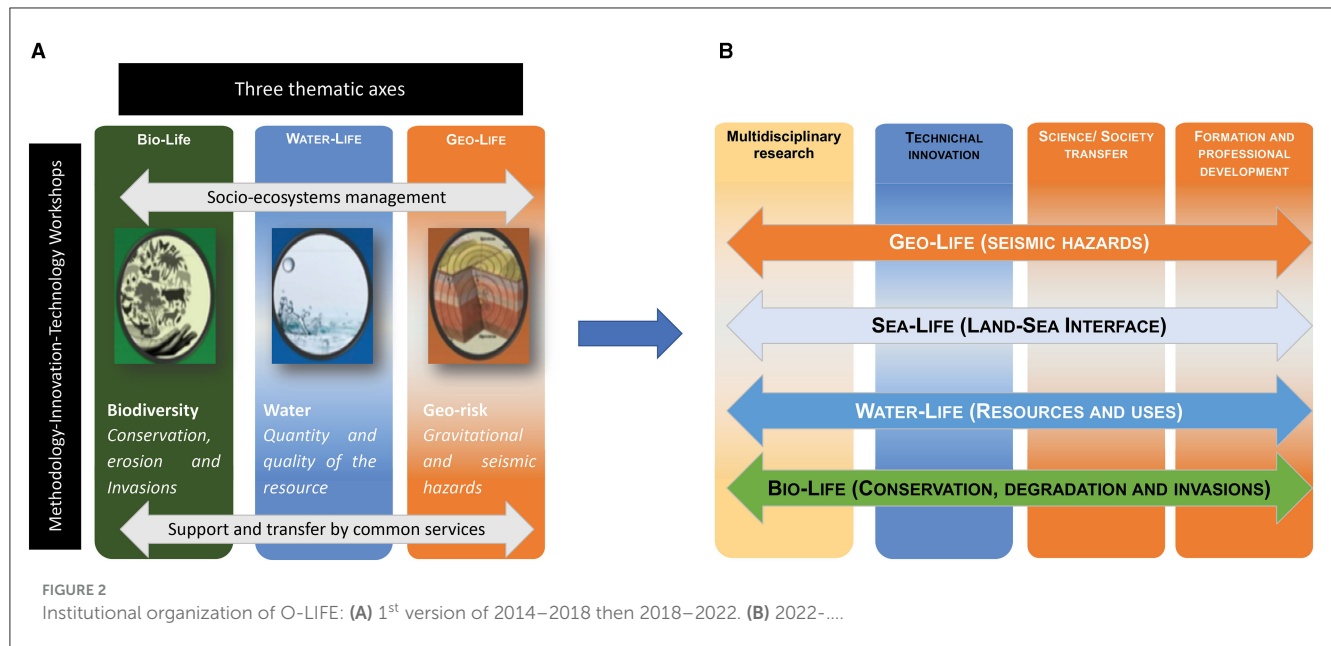 A
Three thematic axes
Methodology-Innovation-Technology Workshops
Bio-Life
WATER-LIFE
GEO-LIFE
Socio-ecosystems management
Biodiversity
Conservation,
erosion and
Invasions
Water
Quantity and
quality of the
resource
Geo-risk
Gravitational
and seismic
hazards
Support and transfer by common services
B
Multidisciplinary
research
TECHNICHAL
INNOVATION
SCIENCE/ SOCIETY
TRANSFER
FORMATION AND
PROFESSIONAL
DEVELOPMENT
GEO-LIFE (SEISMIC HAZARDS)
SEA-LIFE (LAND-SEA INTERFACE)
WATER-LIFE (RESOURCES AND USES)
BIO-LIFE (CONSERVATION, DEGRADATION AND INVASIONS)
FIGURE 2
Institutional organization of O-LIFE: (A) 1st version of 2014–2018 then 2018–2022. (B) 2022-....